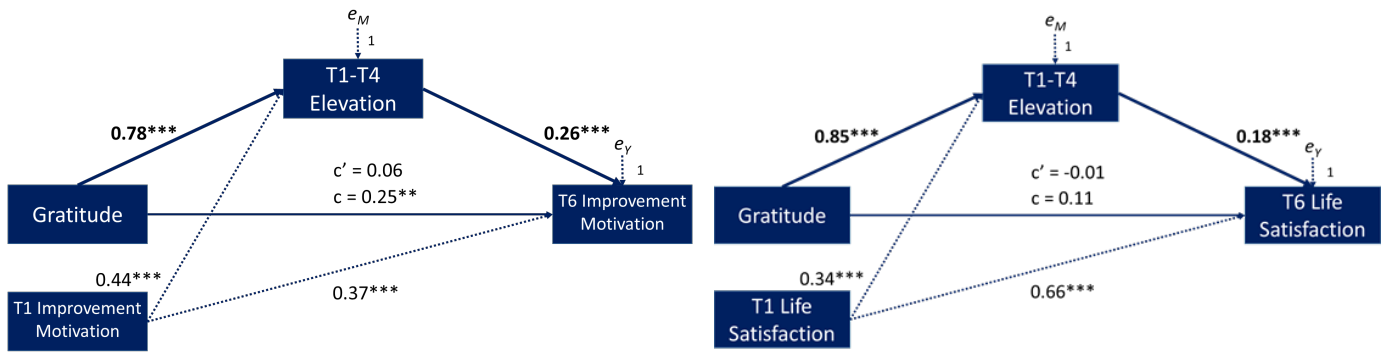 e_M
1
T1-T4
Elevation
0.78***
0.26***
e_Y
1
c’ = 0.06
c = 0.25**
Gratitude
T6 Improvement
Motivation
0.44***
0.37***
T1 Improvement
Motivation
e_M
1
T1-T4
Elevation
0.85***
0.18***
e_Y
1
c’ = -0.01
c = 0.11
Gratitude
T6 Life
Satisfaction
0.34***
0.66***
T1 Life
Satisfaction